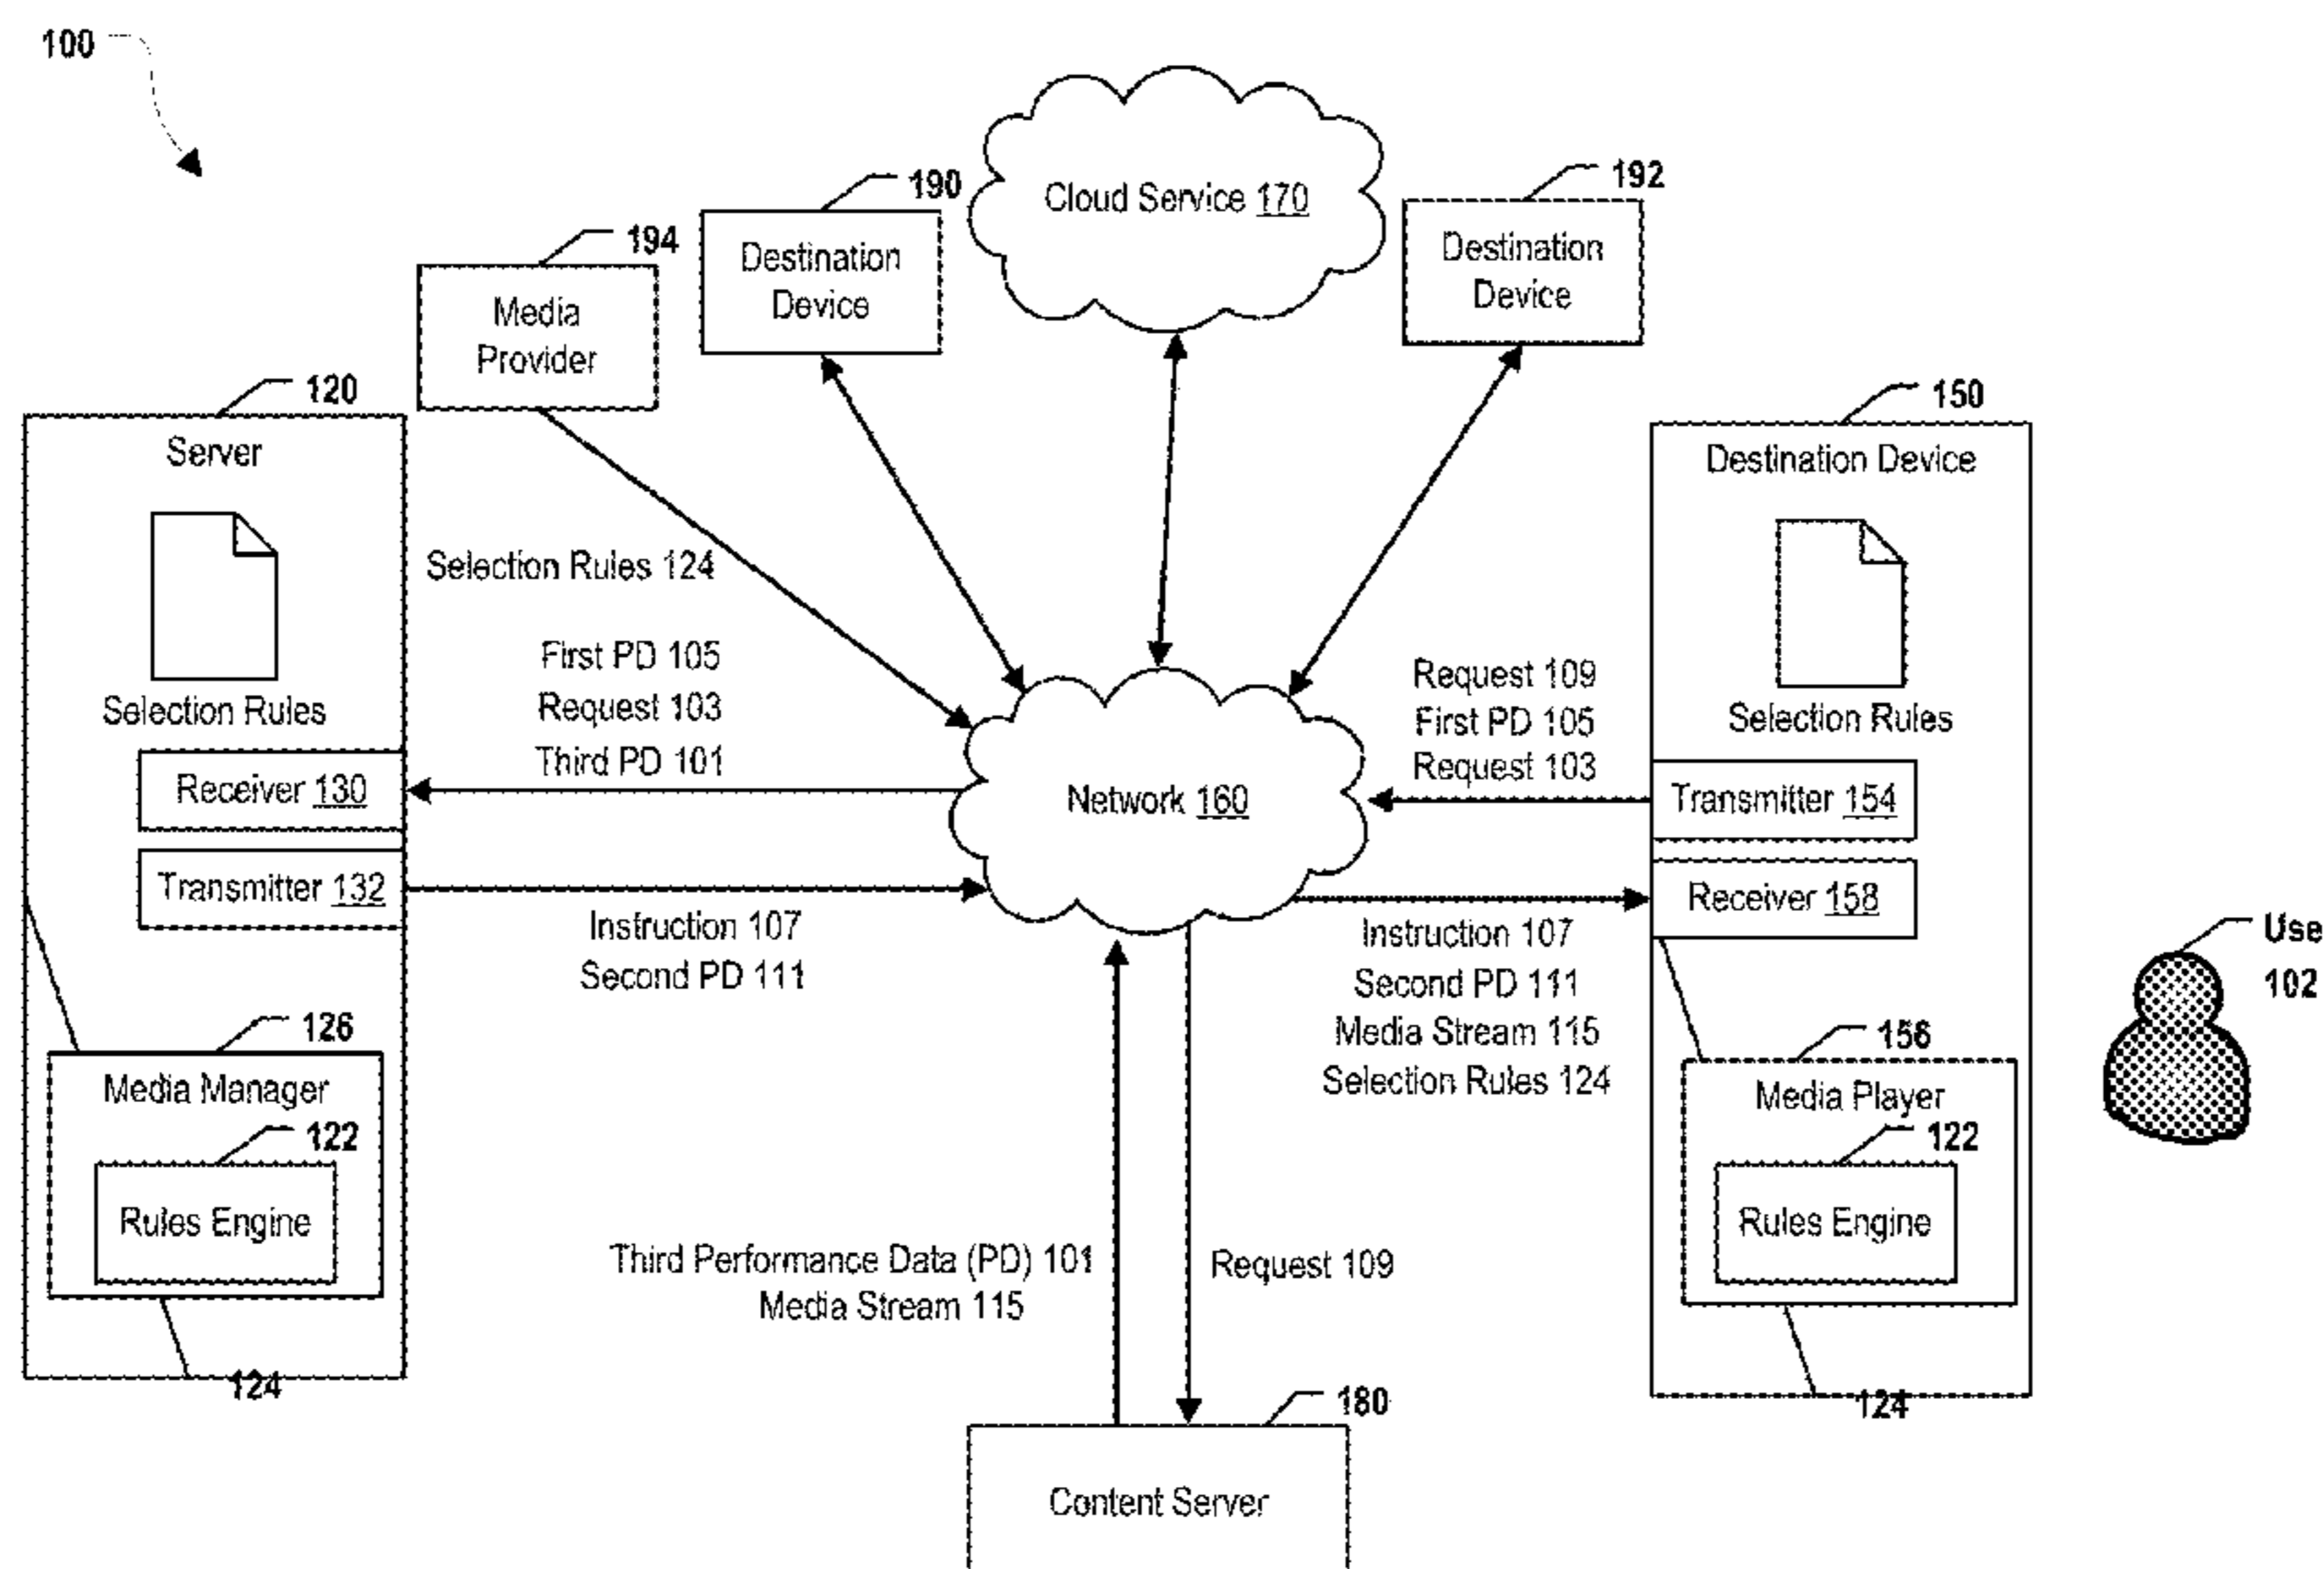 100
Cloud Service 170
190
Destination
Device
192
Destination
Device
194
Media
Provider
120
Server
Selection Rules
Receiver 130
Transmitter 132
126
Media Manager
122
Rules Engine
124
Selection Rules 124
First PD 105
Request 103
Third PD 101
Instruction 107
Second PD 111
Network 160
Request 109
First PD 105
Request 103
Instruction 107
Second PD 111
Media Stream 115
Selection Rules 124
150
Destination Device
Selection Rules
Transmitter 154
Receiver 158
156
Media Player
122
Rules Engine
124
Use
102
Third Performance Data (PD) 101
Media Stream 115
Request 109
180
Content Server